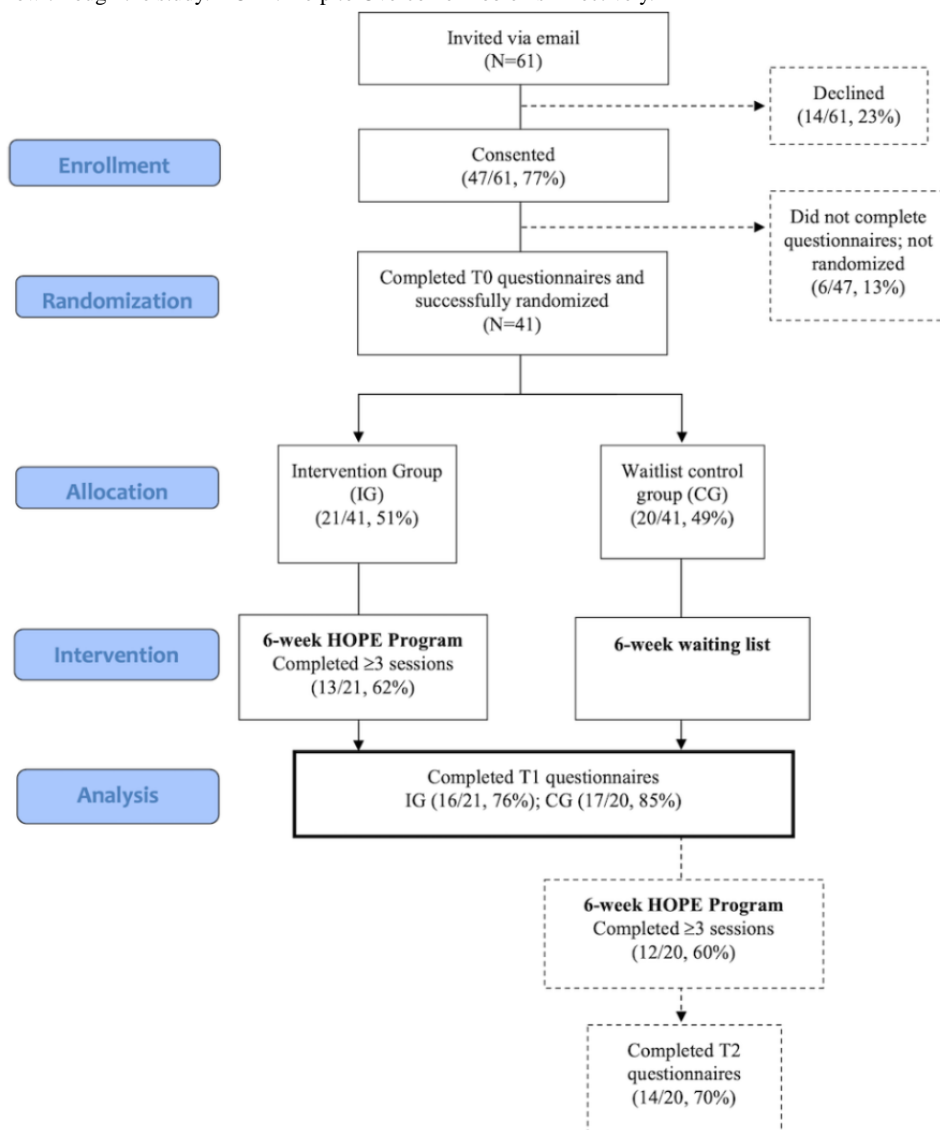 Invited via email
(N=61)
Declined
(14/61, 23%)
Enrollment
Consented
(47/61, 77%)
Did not complete
questionnaires; not
randomized
(6/47, 13%)
Randomization
Completed T0 questionnaires and
successfully randomized
(N=41)
Allocation
Intervention Group
(IG)
(21/41, 51%)
Waitlist control
group (CG)
(20/41, 49%)
Intervention
6-week HOPE Program
Completed ≥3 sessions
(13/21, 62%)
6-week waiting list
Analysis
Completed T1 questionnaires
IG (16/21, 76%); CG (17/20, 85%)
6-week HOPE Program
Completed ≥3 sessions
(12/20, 60%)
Completed T2
questionnaires
(14/20, 70%)